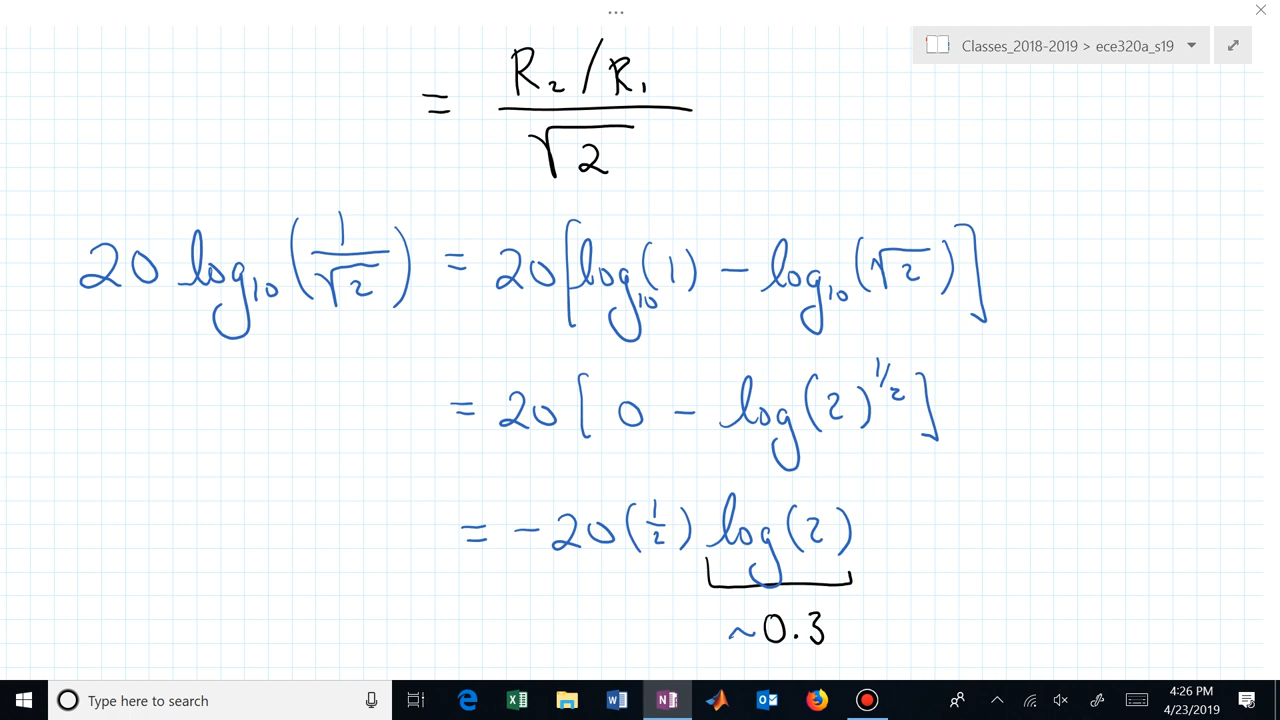 ...
Classes_2018-2019 > ece320a_s19
= R₂/R₁ / √2
20 log₁₀(1/√2) = 20[log₁₀(1) - log₁₀(√2)]
= 20[ 0 - log(2)^1/2 ]
= -20(1/2) log(2)
~0.3
Type here to search
4:26 PM
4/23/2019